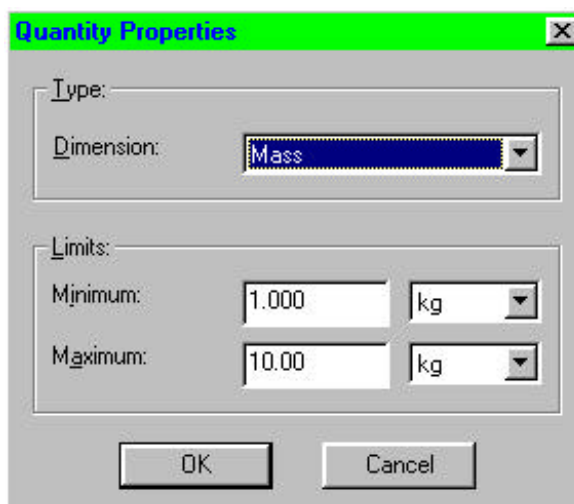 Quantity Properties
Type:
Dimension: Mass
Limits:
Minimum: 1.000 kg
Maximum: 10.00 kg
OK Cancel